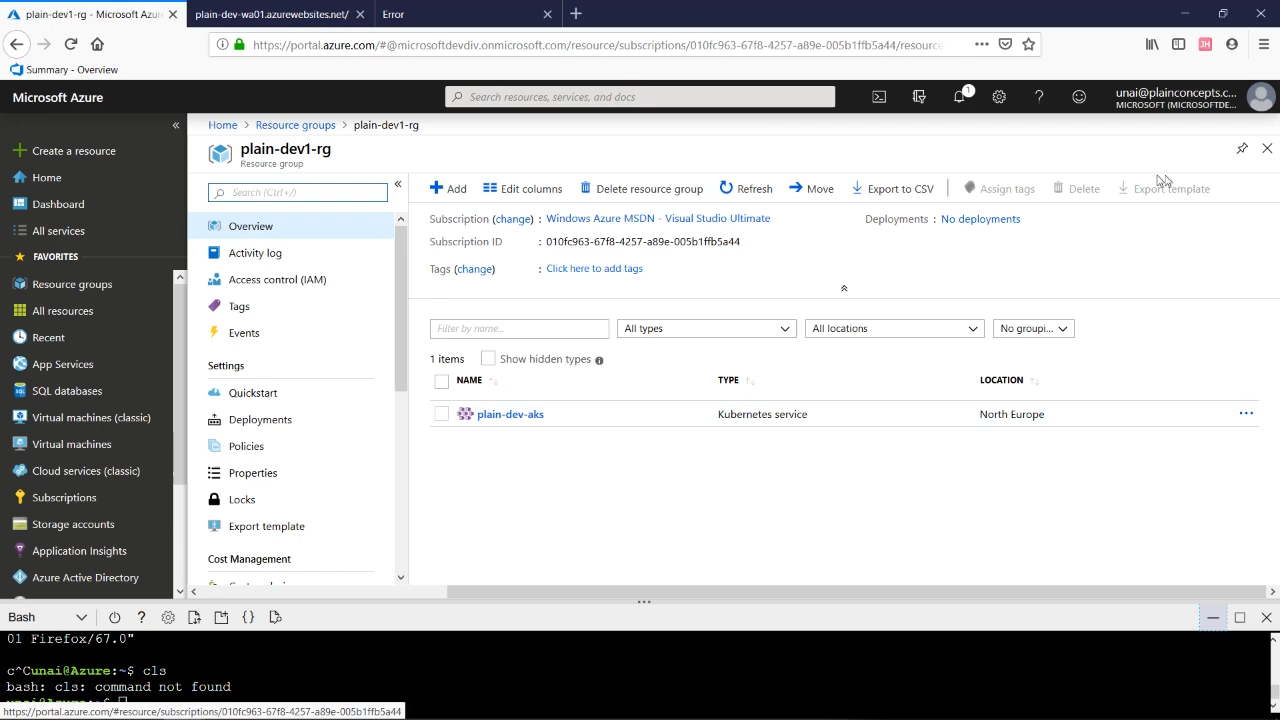 plain-dev1-rg - Microsoft Azur
plain-dev-wa01.azurewebsites.net/
Error
https://portal.azure.com/#@microsoftdevdiv.onmicrosoft.com/resource/subscriptions/010fc963-67f8-4257-a89e-005b1ffb5a44/resource
JH
Summary - Overview
Microsoft Azure
Search resources, services, and docs
1
unai@plainconcepts.c...
MICROSOFT (MICROSOFTDE...
Create a resource
Home
Dashboard
All services
FAVORITES
Resource groups
All resources
Recent
App Services
SQL databases
Virtual machines (classic)
Virtual machines
Cloud services (classic)
Subscriptions
Storage accounts
Application Insights
Azure Active Directory
Home > Resource groups > plain-dev1-rg
plain-dev1-rg
Resource group
Search (Ctrl+/)
Overview
Activity log
Access control (IAM)
Tags
Events
Settings
Quickstart
Deployments
Policies
Properties
Locks
Export template
Cost Management
Add
Edit columns
Delete resource group
Refresh
Move
Export to CSV
Assign tags
Delete
Export template
Subscription (change) : Windows Azure MSDN - Visual Studio Ultimate
Deployments : No deployments
Subscription ID : 010fc963-67f8-4257-a89e-005b1ffb5a44
Tags (change) : Click here to add tags
Filter by name...
All types
All locations
No groupi...
1 items
Show hidden types
NAME
TYPE
LOCATION
plain-dev-aks
Kubernetes service
North Europe
Bash
01 Firefox/67.0"
c^Cunai@Azure:~$ cls
bash: cls: command not found
https://portal.azure.com/#resource/subscriptions/010fc963-67f8-4257-a89e-005b1ffb5a44